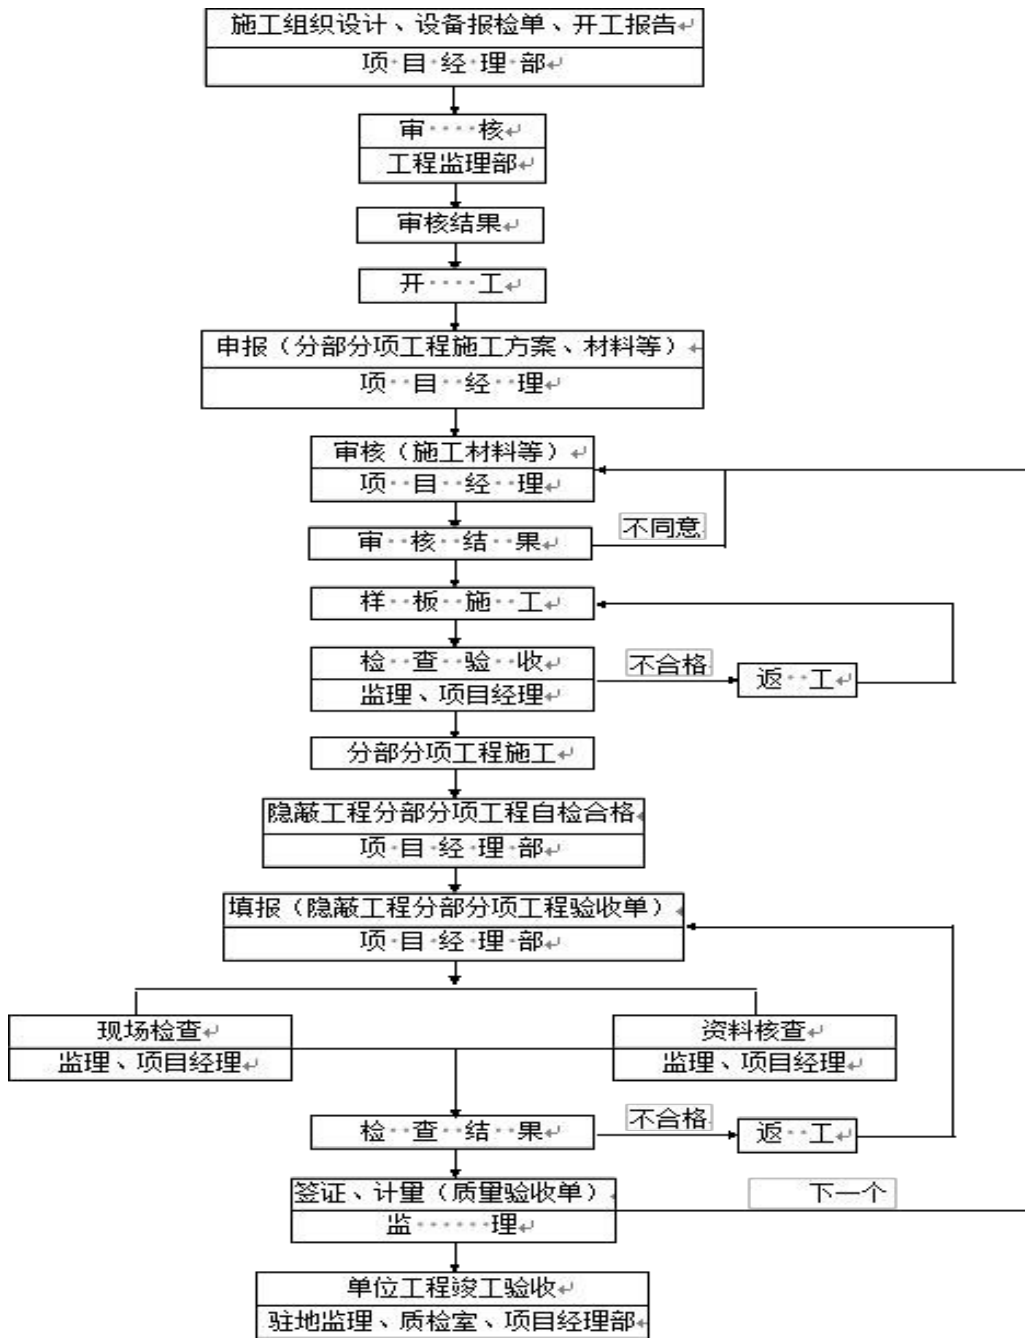 施工组织设计、设备报检单、开工报告
项目经理部
审核
工程监理部
审核结果
开工
申报（分部分项工程施工方案、材料等）
项目经理
审核（施工材料等）
项目经理
不同意
审核结果
样板施工
检查验收
不合格
返工
监理、项目经理
分部分项工程施工
隐蔽工程分部分项工程自检合格
项目经理部
填报（隐蔽工程分部分项工程验收单）
项目经理部
现场检查
资料核查
监理、项目经理
监理、项目经理
不合格
检查结果
返工
签证、计量（质量验收单）
下一个
监理
单位工程竣工验收
驻地监理、质检室、项目经理部